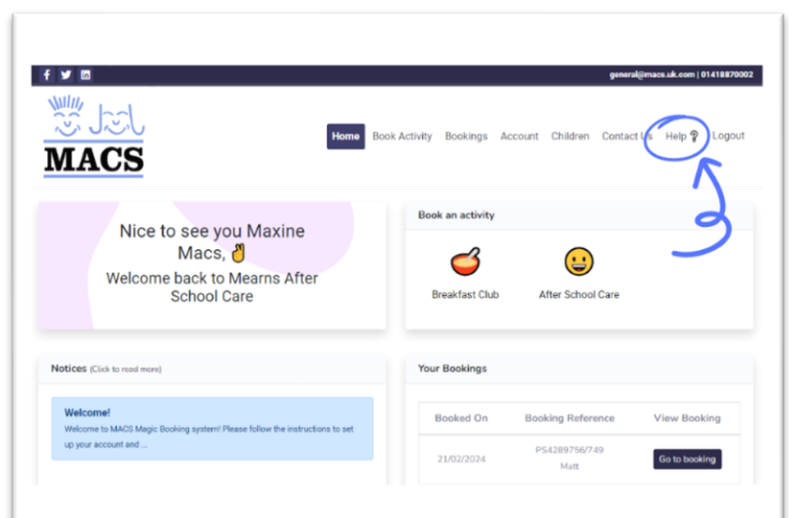 general@macs.uk.com | 01418870002
MACS
Home Book Activity Bookings Account Children Contact Us Help Logout
Nice to see you Maxine
Macs,
Welcome back to Mearns After
School Care
Book an activity
Breakfast Club After School Care
Notices (Click to read more)
Welcome!
Welcome to MACS Magic Booking system! Please follow the instructions to set
up your account and ...
Your Bookings
Booked On Booking Reference View Booking
21/02/2024 PS4289756/749 Go to booking
Matt